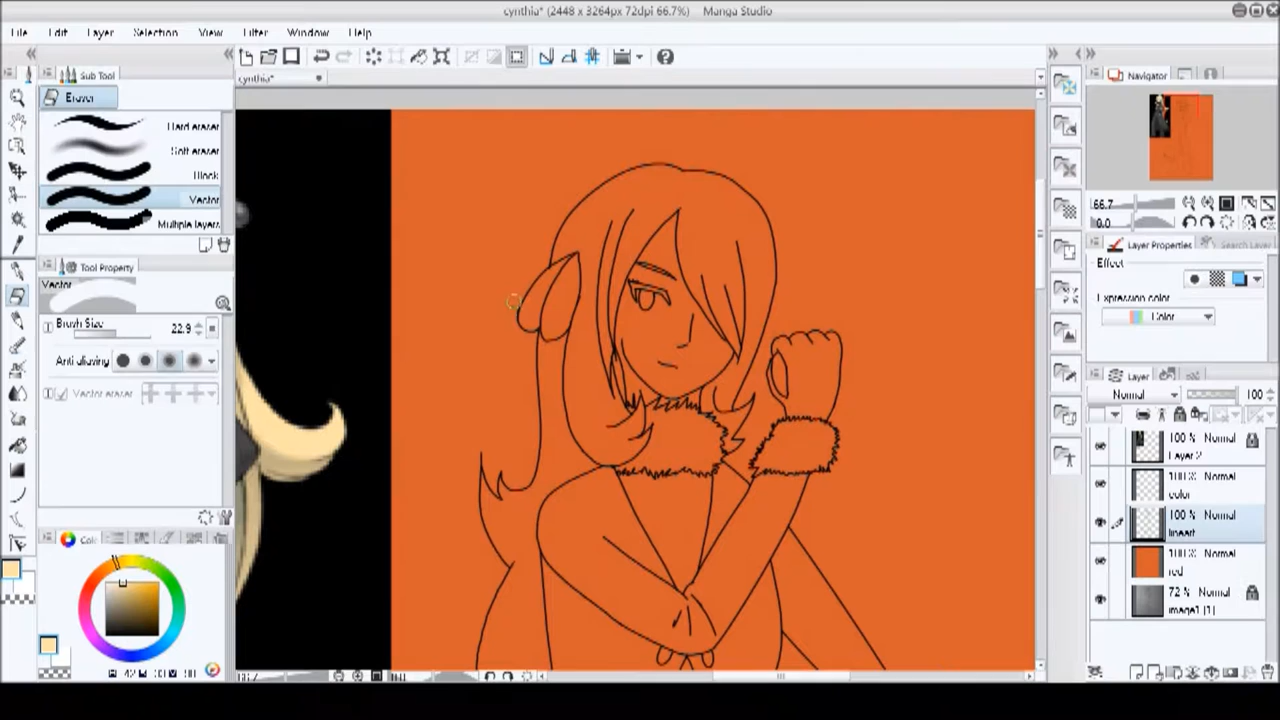 cynthia* (2448 x 3264px 72dpi 66.7%) - Manga Studio
File Edit Layer Selection View Filter Window Help
Sub Tool
cynthia*
Navigator
Eraser
Hard eraser
Soft eraser
Block
Vector
Multiple layers
66.7
0.0
Tool Property
Layer Properties
Search Layer
Vector
Effect
Expression color
Color
Brush Size 22.9
Anti-aliasing
Layer
Vector eraser
Normal 100
100 % Normal
Layer 2
100 % Normal
color
100 % Normal
lineart
100 % Normal
red
72 % Normal
image1 (1)